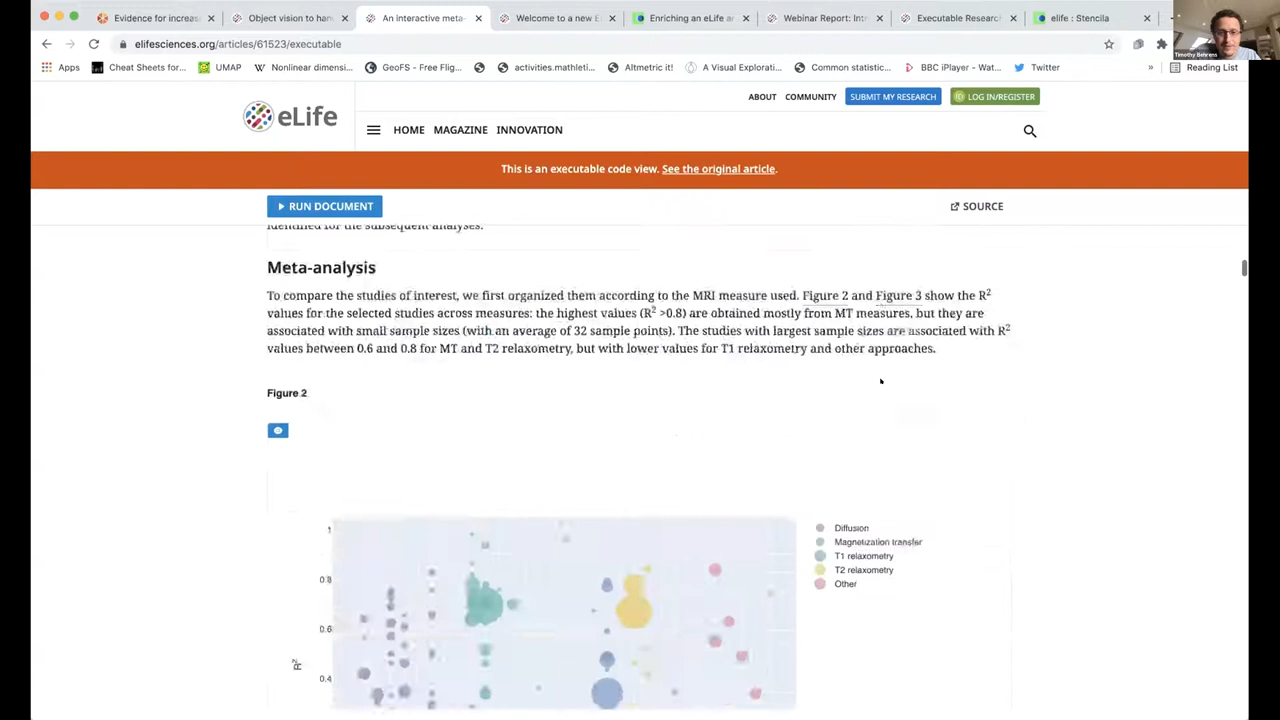 Evidence for increas
Object vision to han
An interactive meta-
Welcome to a new E
Enriching an eLife a
Webinar Report: Int
Executable Researc
elife : Stencila
elifesciences.org/articles/61523/executable
Timothy Behrens
Apps
Cheat Sheets for...
UMAP
Nonlinear dimensi...
GeoFS - Free Flig...
Altmetric it!
A Visual Explorati...
Common statistic...
BBC iPlayer - Wat...
Twitter
»
Reading List
eLife
ABOUT
COMMUNITY
SUBMIT MY RESEARCH
LOG IN/REGISTER
HOME
MAGAZINE
INNOVATION
This is an executable code view. See the original article.
RUN DOCUMENT
SOURCE
identified for the subsequent analyses.
Meta-analysis
To compare the studies of interest, we first organized them according to the MRI measure used. Figure 2 and Figure 3 show the R²
values for the selected studies across measures: the highest values (R² >0.8) are obtained mostly from MT measures, but they are
associated with small sample sizes (with an average of 32 sample points). The studies with largest sample sizes are associated with R²
values between 0.6 and 0.8 for MT and T2 relaxometry, but with lower values for T1 relaxometry and other approaches.
Figure 2
1
0.8
0.6
0.4
R²
Diffusion
Magnetization transfer
T1 relaxometry
T2 relaxometry
Other